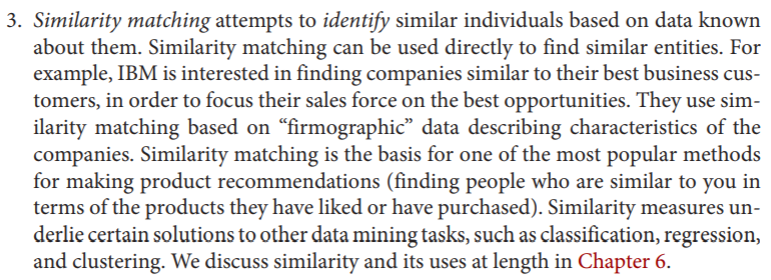 3. Similarity matching attempts to identify similar individuals based on data known
about them. Similarity matching can be used directly to find similar entities. For
example, IBM is interested in finding companies similar to their best business cus-
tomers, in order to focus their sales force on the best opportunities. They use sim-
ilarity matching based on “firmographic” data describing characteristics of the
companies. Similarity matching is the basis for one of the most popular methods
for making product recommendations (finding people who are similar to you in
terms of the products they have liked or have purchased). Similarity measures un-
derlie certain solutions to other data mining tasks, such as classification, regression,
and clustering. We discuss similarity and its uses at length in Chapter 6.